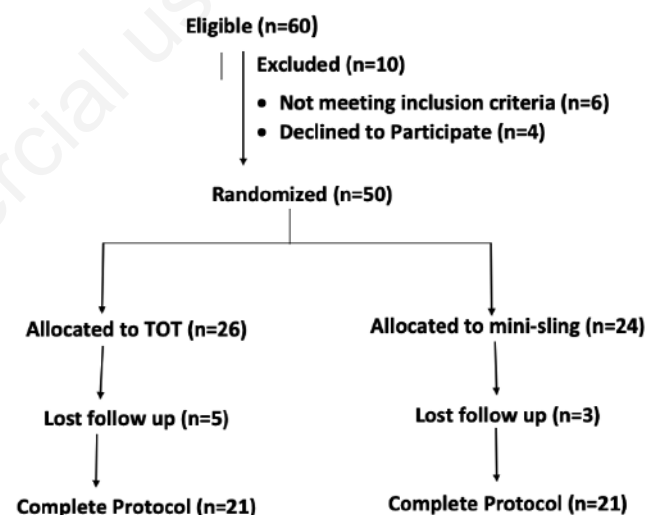 Eligible (n=60)
Excluded (n=10)
• Not meeting inclusion criteria (n=6)
• Declined to Participate (n=4)
Randomized (n=50)
Allocated to TOT (n=26)
Allocated to mini-sling (n=24)
Lost follow up (n=5)
Lost follow up (n=3)
Complete Protocol (n=21)
Complete Protocol (n=21)